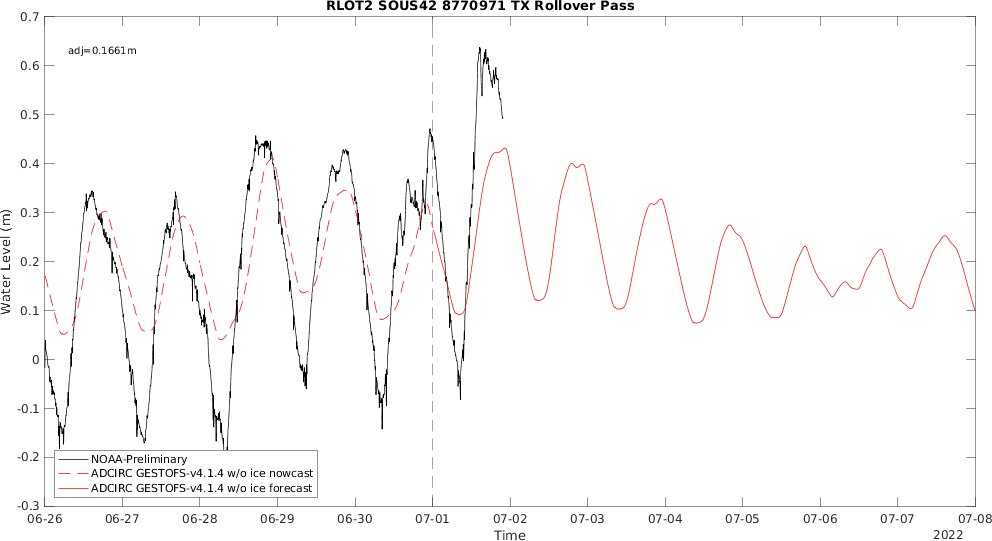 RLOT2 SOUS42 8770971 TX Rollover Pass
adj=0.1661m
0.7
0.6
0.5
0.4
0.3
0.2
0.1
0
-0.1
-0.2
-0.3
Water Level (m)
NOAA-Preliminary
ADCIRC GESTOFS-v4.1.4 w/o ice nowcast
ADCIRC GESTOFS-v4.1.4 w/o ice forecast
06-26 06-27 06-28 06-29 06-30 07-01 07-02 07-03 07-04 07-05 07-06 07-07 07-08
Time
2022